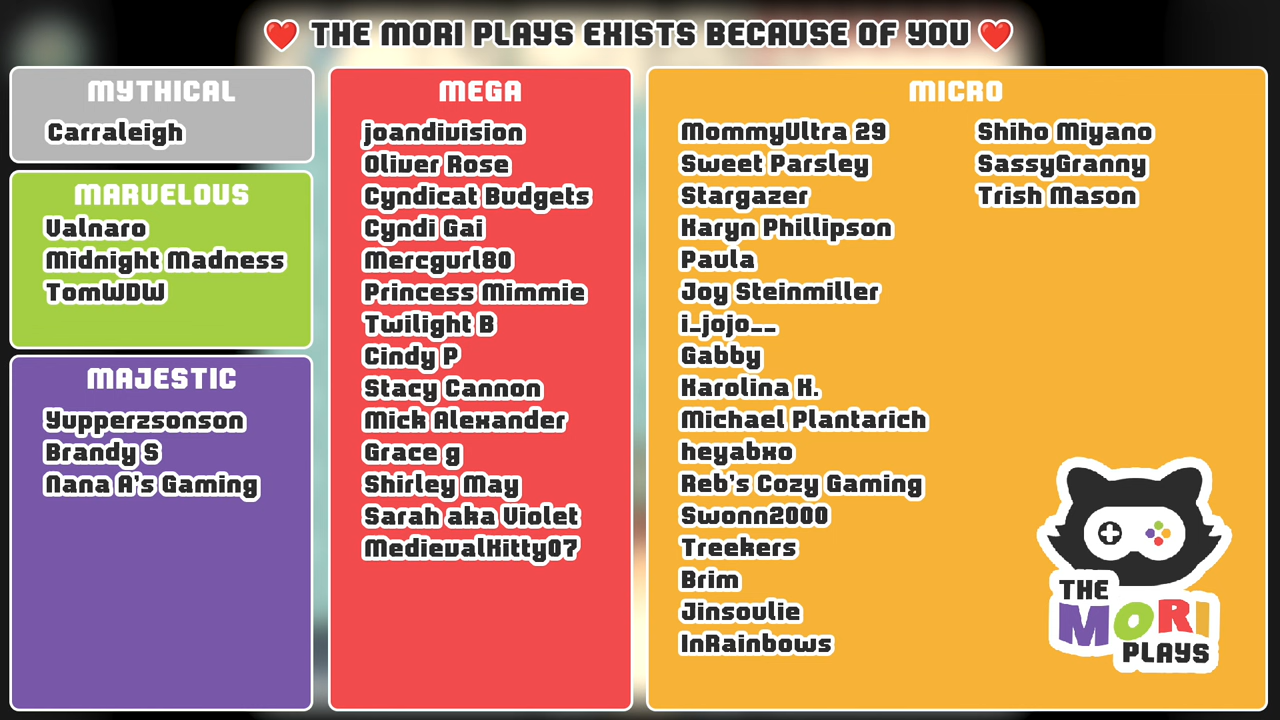 ❤️ THE MORI PLAYS EXISTS BECAUSE OF YOU ❤️
MYTHICAL
Carraleigh
MARVELOUS
Valnaro
Midnight Madness
TomWDW
MAJESTIC
Yupperzsonson
Brandy S
Nana A's Gaming
MEGA
joandivision
Oliver Rose
Cyndicat Budgets
Cyndi Gai
Mercgurl80
Princess Mimmie
Twilight B
Cindy P
Stacy Cannon
Mick Alexander
Grace g
Shirley May
Sarah aka Violet
MedievalKitty07
MICRO
MommyUltra 29
Sweet Parsley
Stargazer
Karyn Phillipson
Paula
Joy Steinmiller
i_jojo__
Gabby
Karolina K.
Michael Plantarich
heyabxo
Reb's Cozy Gaming
Swonn2000
Treekers
Brim
Jinsoulie
InRainbows
Shiho Miyano
SassyGranny
Trish Mason
THE
MORI
PLAYS